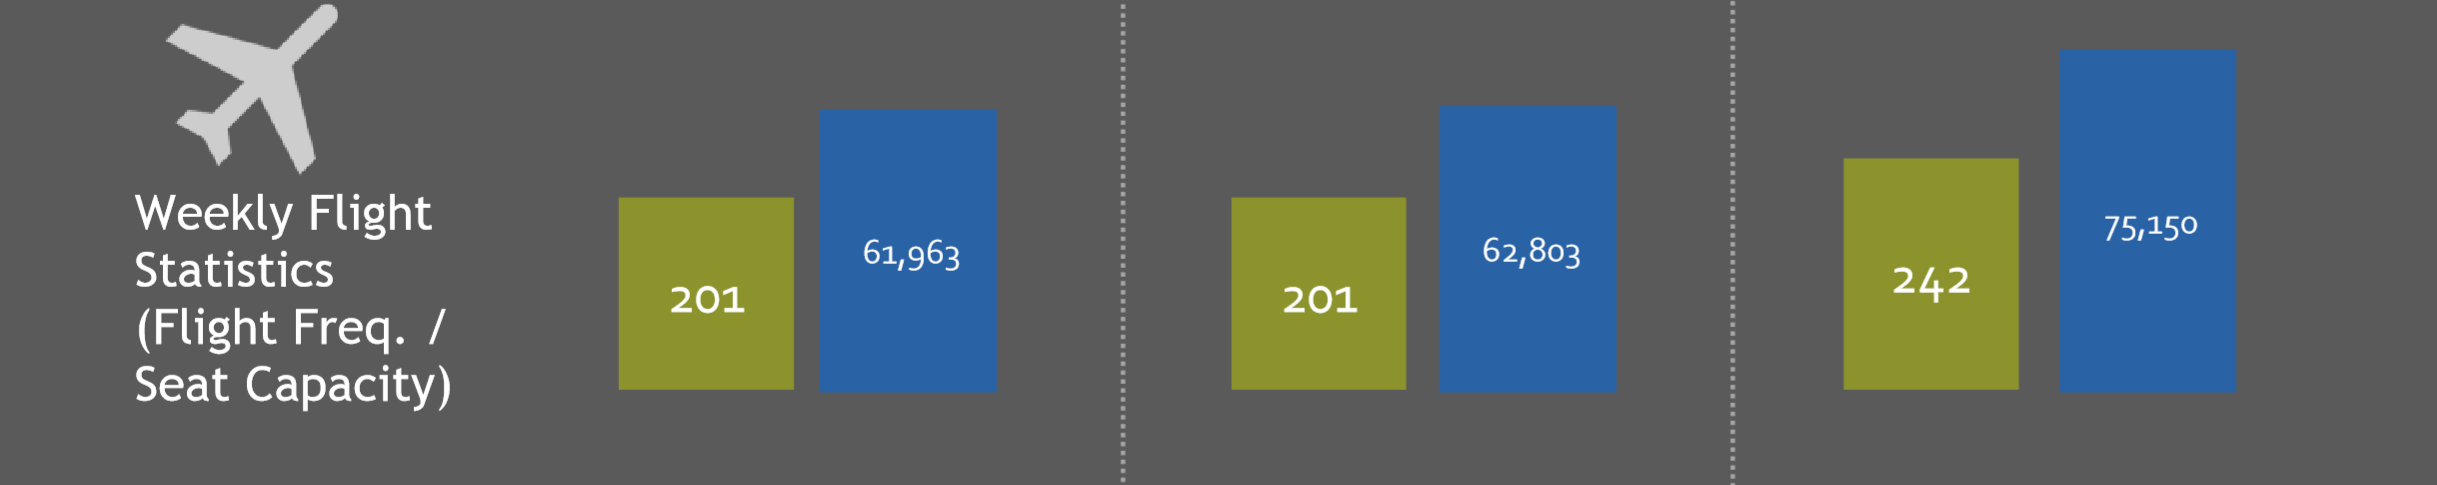 Weekly Flight
Statistics
(Flight Freq. /
Seat Capacity)
201
61,963
201
62,803
242
75,150